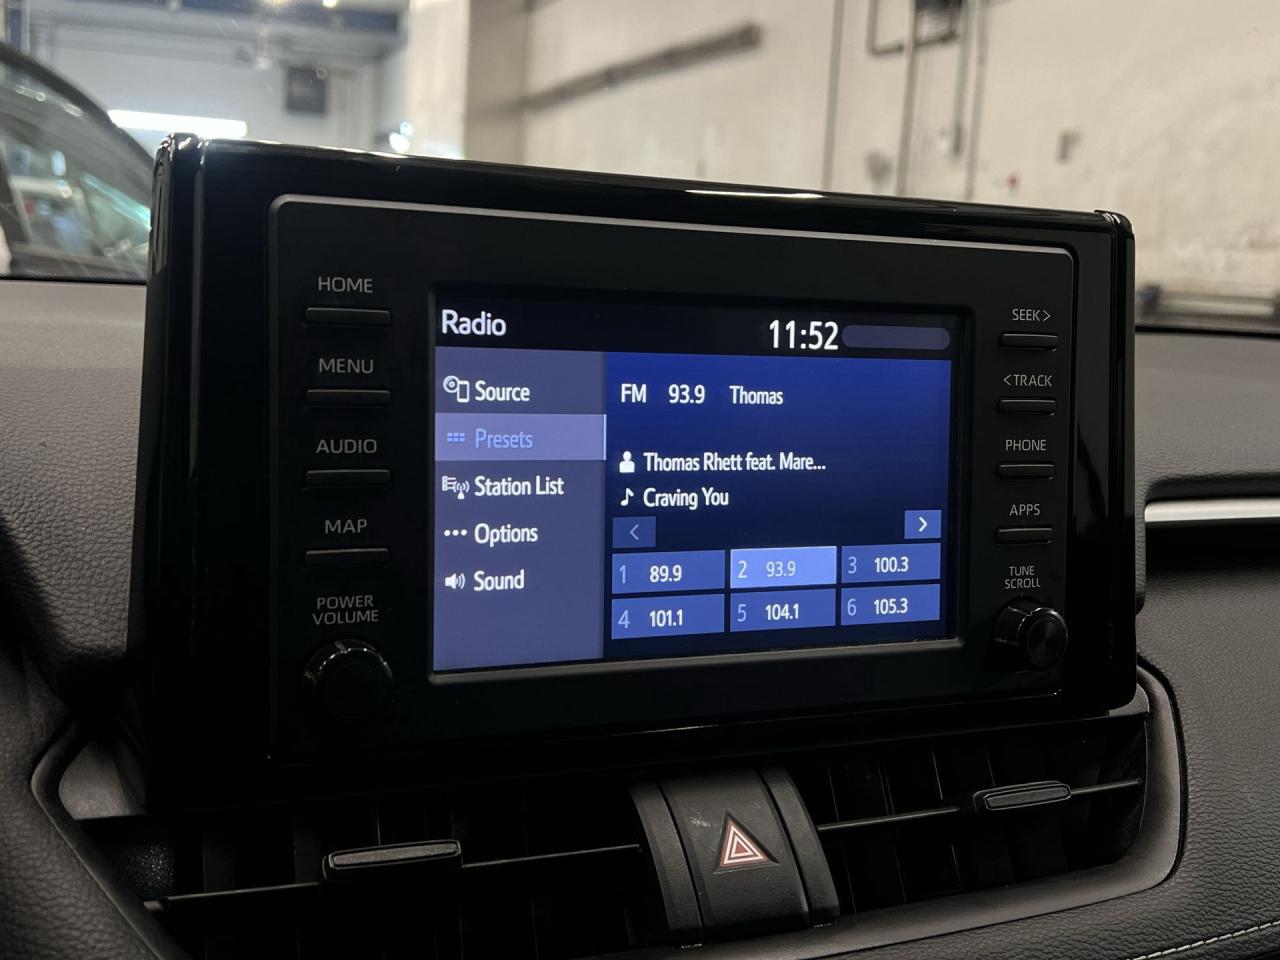 HOME
MENU
AUDIO
MAP
POWER
VOLUME
Radio
11:52
Source
Presets
Station List
Options
Sound
FM 93.9 Thomas
Thomas Rhett feat. Mare...
Craving You
< >
1 89.9 2 93.9 3 100.3
4 101.1 5 104.1 6 105.3
SEEK >
< TRACK
PHONE
APPS
TUNE
SCROLL